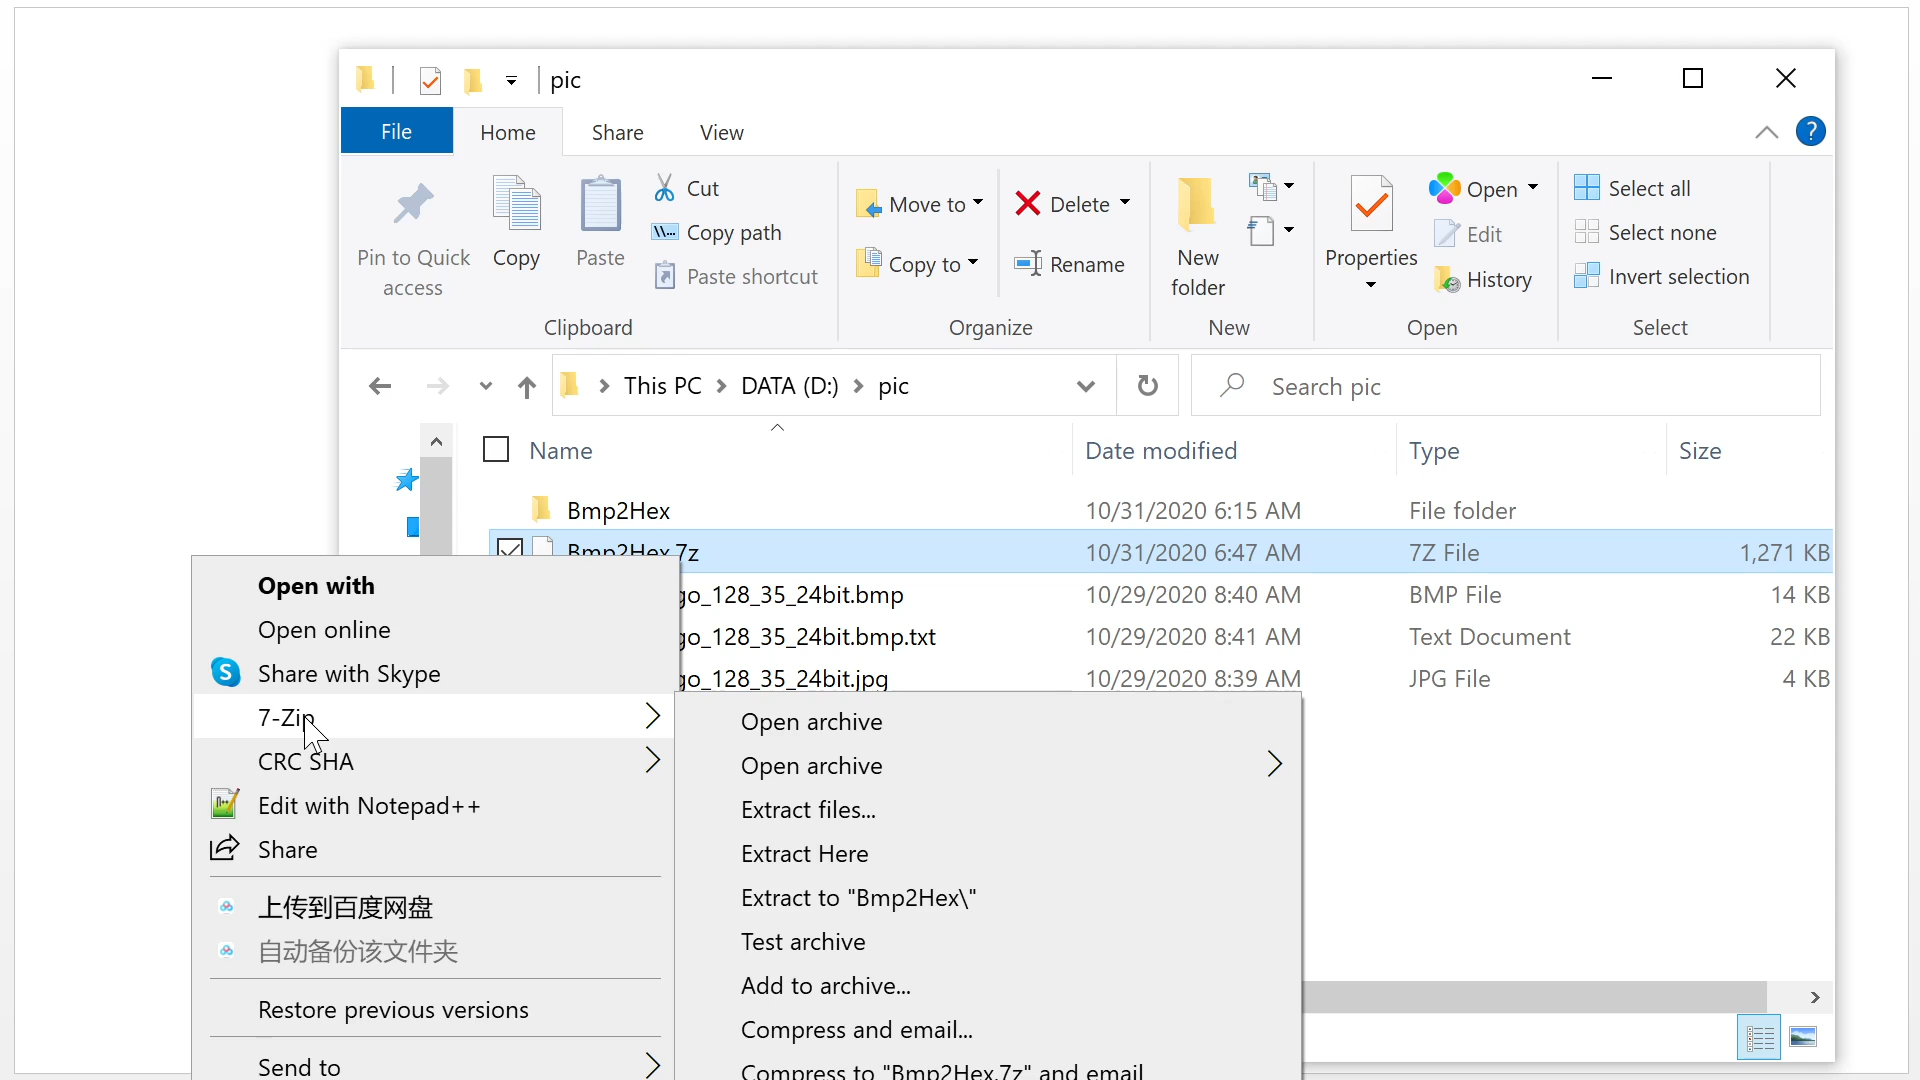 pic
File Home Share View
Pin to Quick access
Copy
Paste
Cut
Copy path
Paste shortcut
Clipboard
Move to
Copy to
Delete
Rename
Organize
New folder
New
Properties
Open
Edit
History
Open
Select all
Select none
Invert selection
Select
This PC > DATA (D:) > pic
Search pic
Name Date modified Type Size
Bmp2Hex 10/31/2020 6:15 AM File folder
Bmp2Hex.7z 10/31/2020 6:47 AM 7Z File 1,271 KB
go_128_35_24bit.bmp 10/29/2020 8:40 AM BMP File 14 KB
go_128_35_24bit.bmp.txt 10/29/2020 8:41 AM Text Document 22 KB
go_128_35_24bit.jpg 10/29/2020 8:39 AM JPG File 4 KB
Open with
Open online
Share with Skype
7-Zip
CRC SHA
Edit with Notepad++
Share
上传到百度网盘
自动备份该文件夹
Restore previous versions
Send to
Open archive
Open archive
Extract files...
Extract Here
Extract to "Bmp2Hex\"
Test archive
Add to archive...
Compress and email...
Compress to "Bmp2Hex.7z" and email